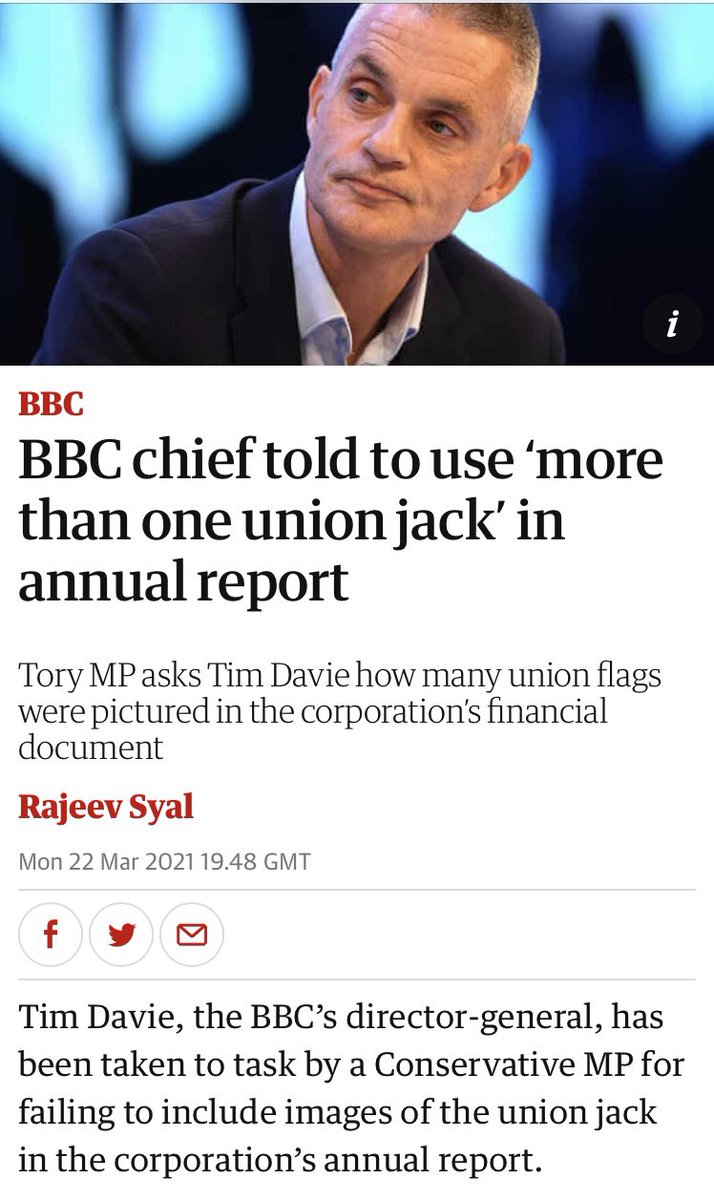 i
BBC
BBC chief told to use ‘more
than one union jack’ in
annual report
Tory MP asks Tim Davie how many union flags
were pictured in the corporation’s financial
document
Rajeev Syal
Mon 22 Mar 2021 19.48 GMT
f
Tim Davie, the BBC’s director-general, has
been taken to task by a Conservative MP for
failing to include images of the union jack
in the corporation’s annual report.